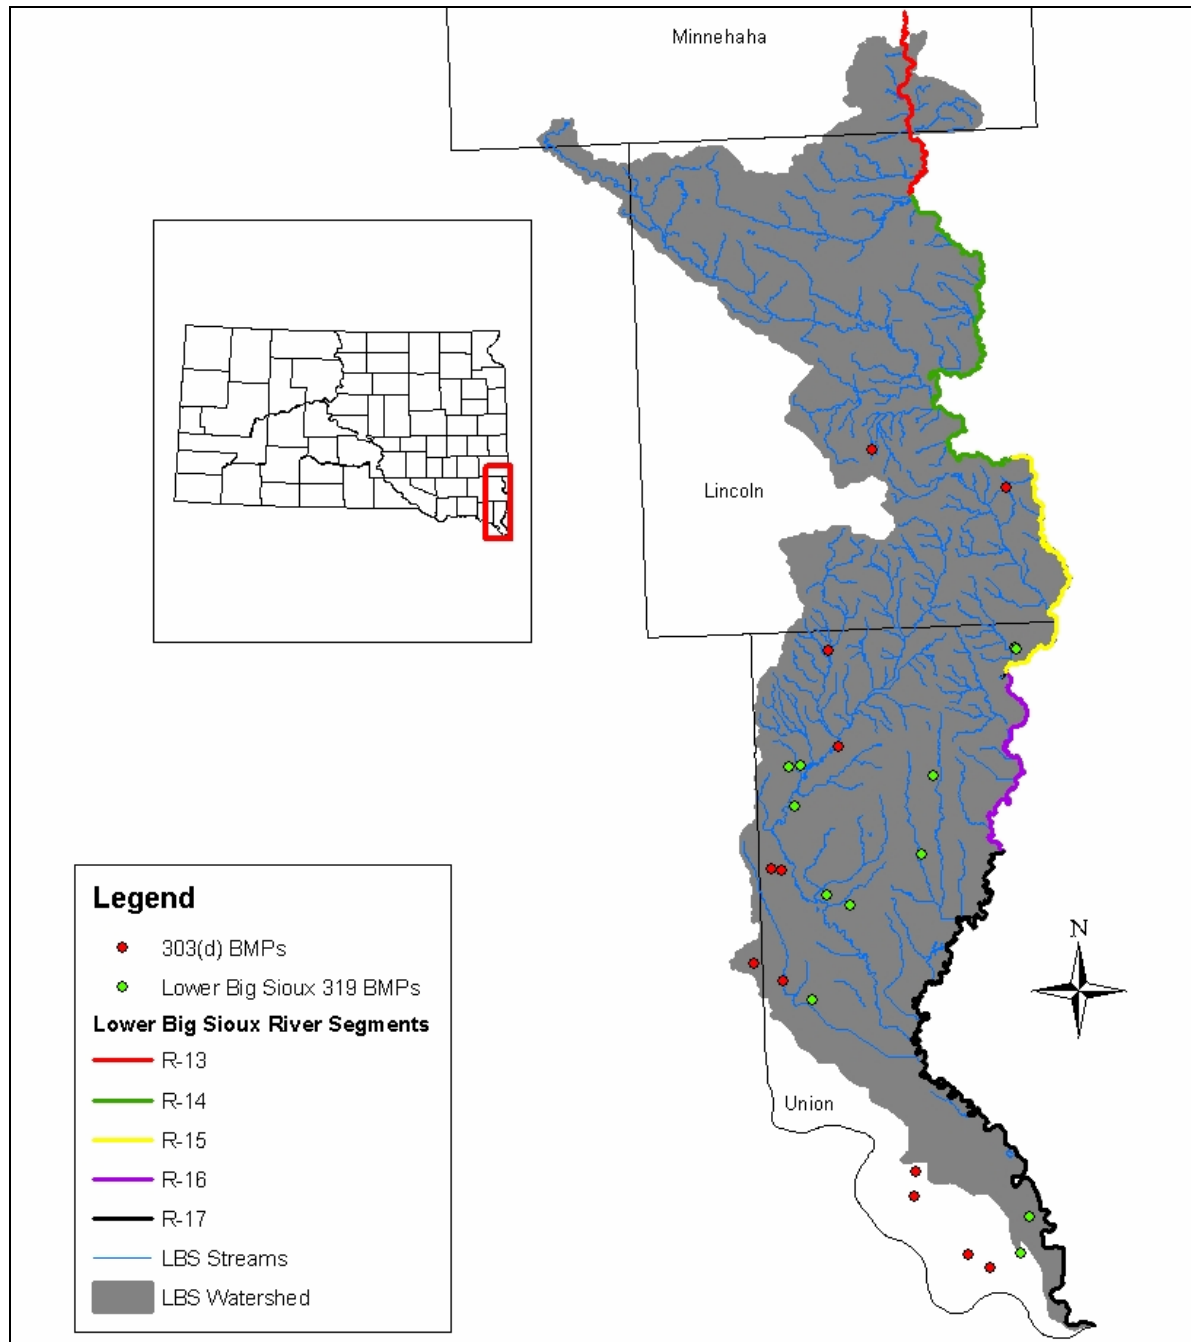 Minnehaha
Lincoln
Legend
303(d) BMPs
Lower Big Sioux 319 BMPs
Lower Big Sioux River Segments
R-13
R-14
R-15
R-16
R-17
LBS Streams
LBS Watershed
N
Union